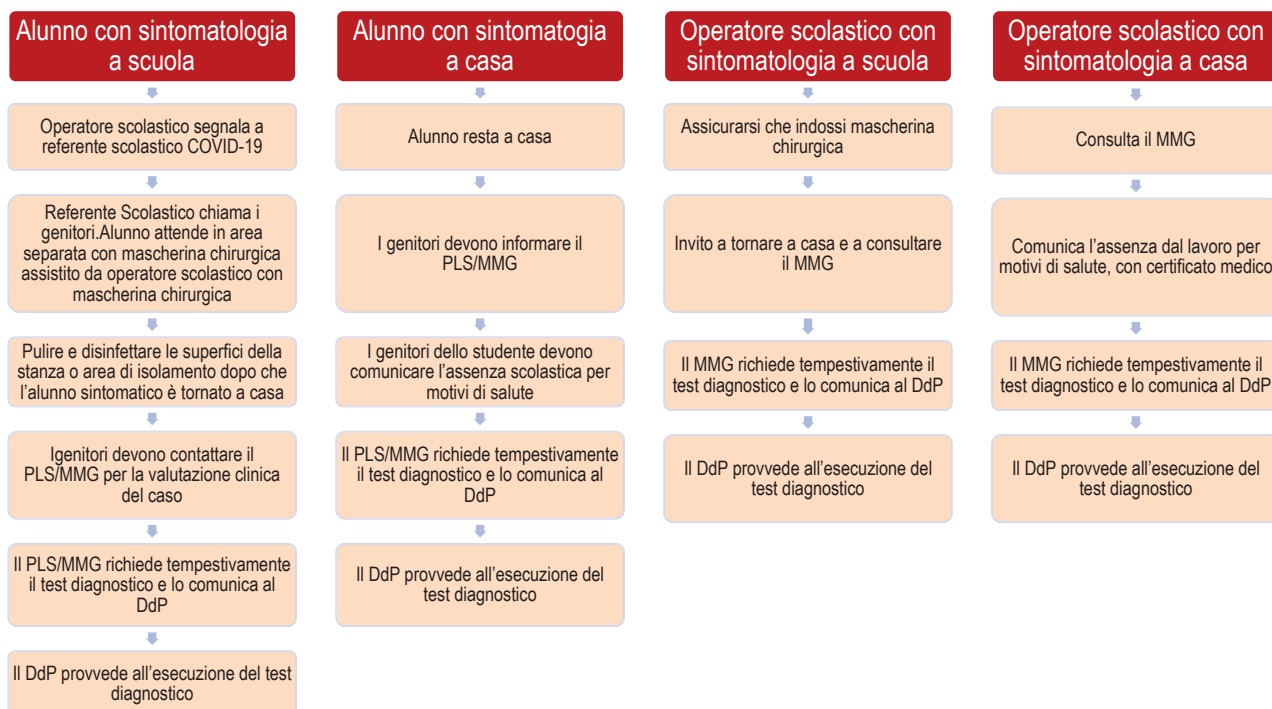 Alunno con sintomatologia
a scuola
Operatore scolastico segnala a
referente scolastico COVID-19
Referente Scolastico chiama i
genitori.Alunno attende in area
separata con mascherina chirurgica
assistito da operatore scolastico con
mascherina chirurgica
Pulire e disinfettare le superfici della
stanza o area di isolamento dopo che
l’alunno sintomatico è tornato a casa
Igenitori devono contattare il
PLS/MMG per la valutazione clinica
del caso
Il PLS/MMG richiede tempestivamente
il test diagnostico e lo comunica al
DdP
Il DdP provvede all’esecuzione del test
diagnostico
Alunno con sintomatogia
a casa
Alunno resta a casa
I genitori devono informare il
PLS/MMG
I genitori dello studente devono
comunicare l’assenza scolastica per
motivi di salute
Il PLS/MMG richiede tempestivamente
il test diagnostico e lo comunica al
DdP
Il DdP provvede all’esecuzione del
test diagnostico
Operatore scolastico con
sintomatologia a scuola
Assicurarsi che indossi mascherina
chirurgica
Invito a tornare a casa e a consultare
il MMG
Il MMG richiede tempestivamente il
test diagnostico e lo comunica al DdP
Il DdP provvede all’esecuzione del
test diagnostico
Operatore scolastico con
sintomatologia a casa
Consulta il MMG
Comunica l’assenza dal lavoro per
motivi di salute, con certificato medico
Il MMG richiede tempestivamente il
test diagnostico e lo comunica al DdP
Il DdP provvede all’esecuzione del
test diagnostico